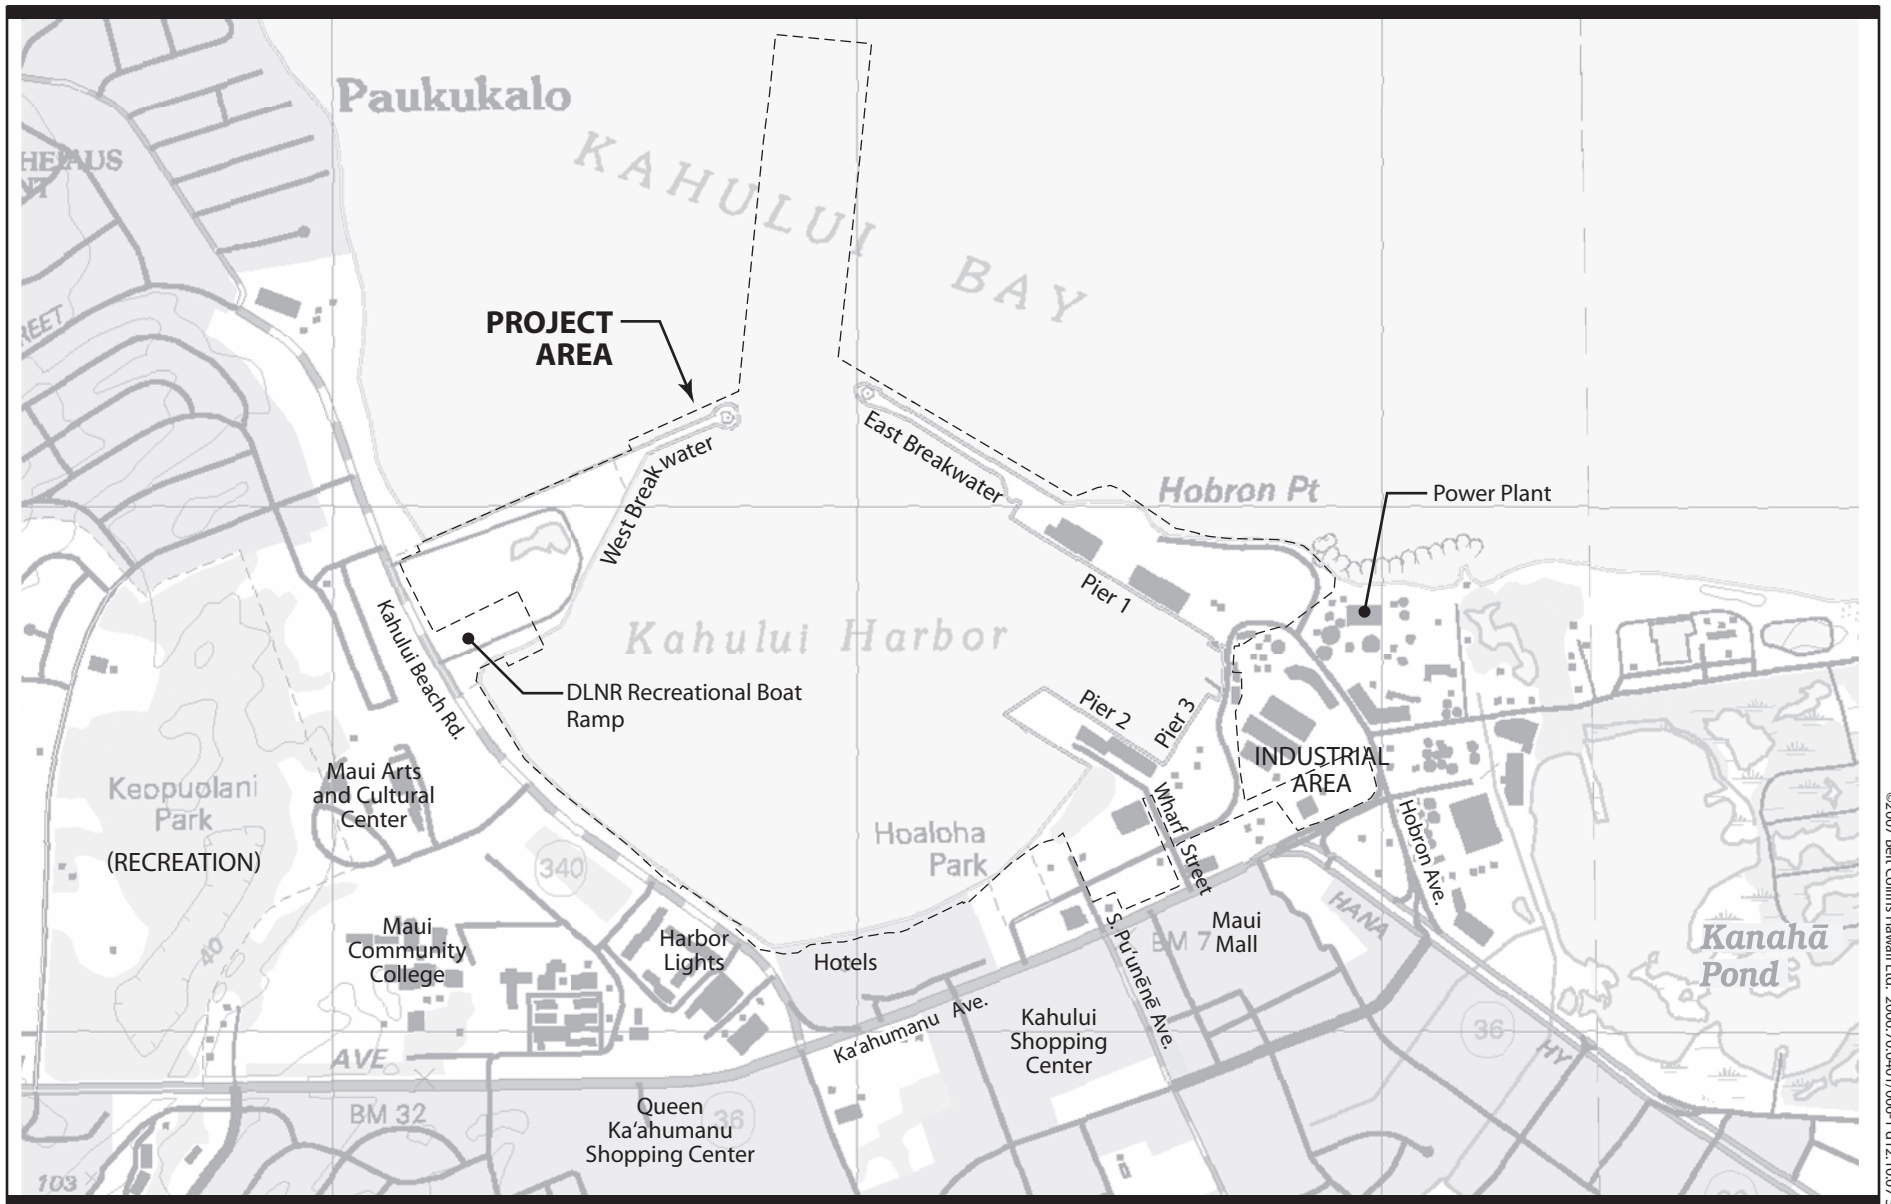 Paukukalo
HEIAUS
NT
KAHULUI
BAY
REET
PROJECT
AREA
West Breakwater
East Breakwater
Hobron Pt
Power Plant
Pier 1
Kahului Beach Rd.
Kahului Harbor
DLNR Recreational Boat
Ramp
Pier 2
Pier 3
INDUSTRIAL
AREA
Maui Arts
and Cultural
Center
Keopuolani
Park
(RECREATION)
Wharf Street
Hobron Ave.
Hoaloha
Park
340
HANA
Maui
Community
College
Harbor
Lights
Hotels
S. Pu‘unēnē Ave.
BM 7
Maui
Mall
Kanahā
Pond
40
Ka‘ahumanu Ave.
Kahului
Shopping
Center
36
HY
AVE
BM 32
Queen
Ka‘ahumanu
Shopping Center
36
103